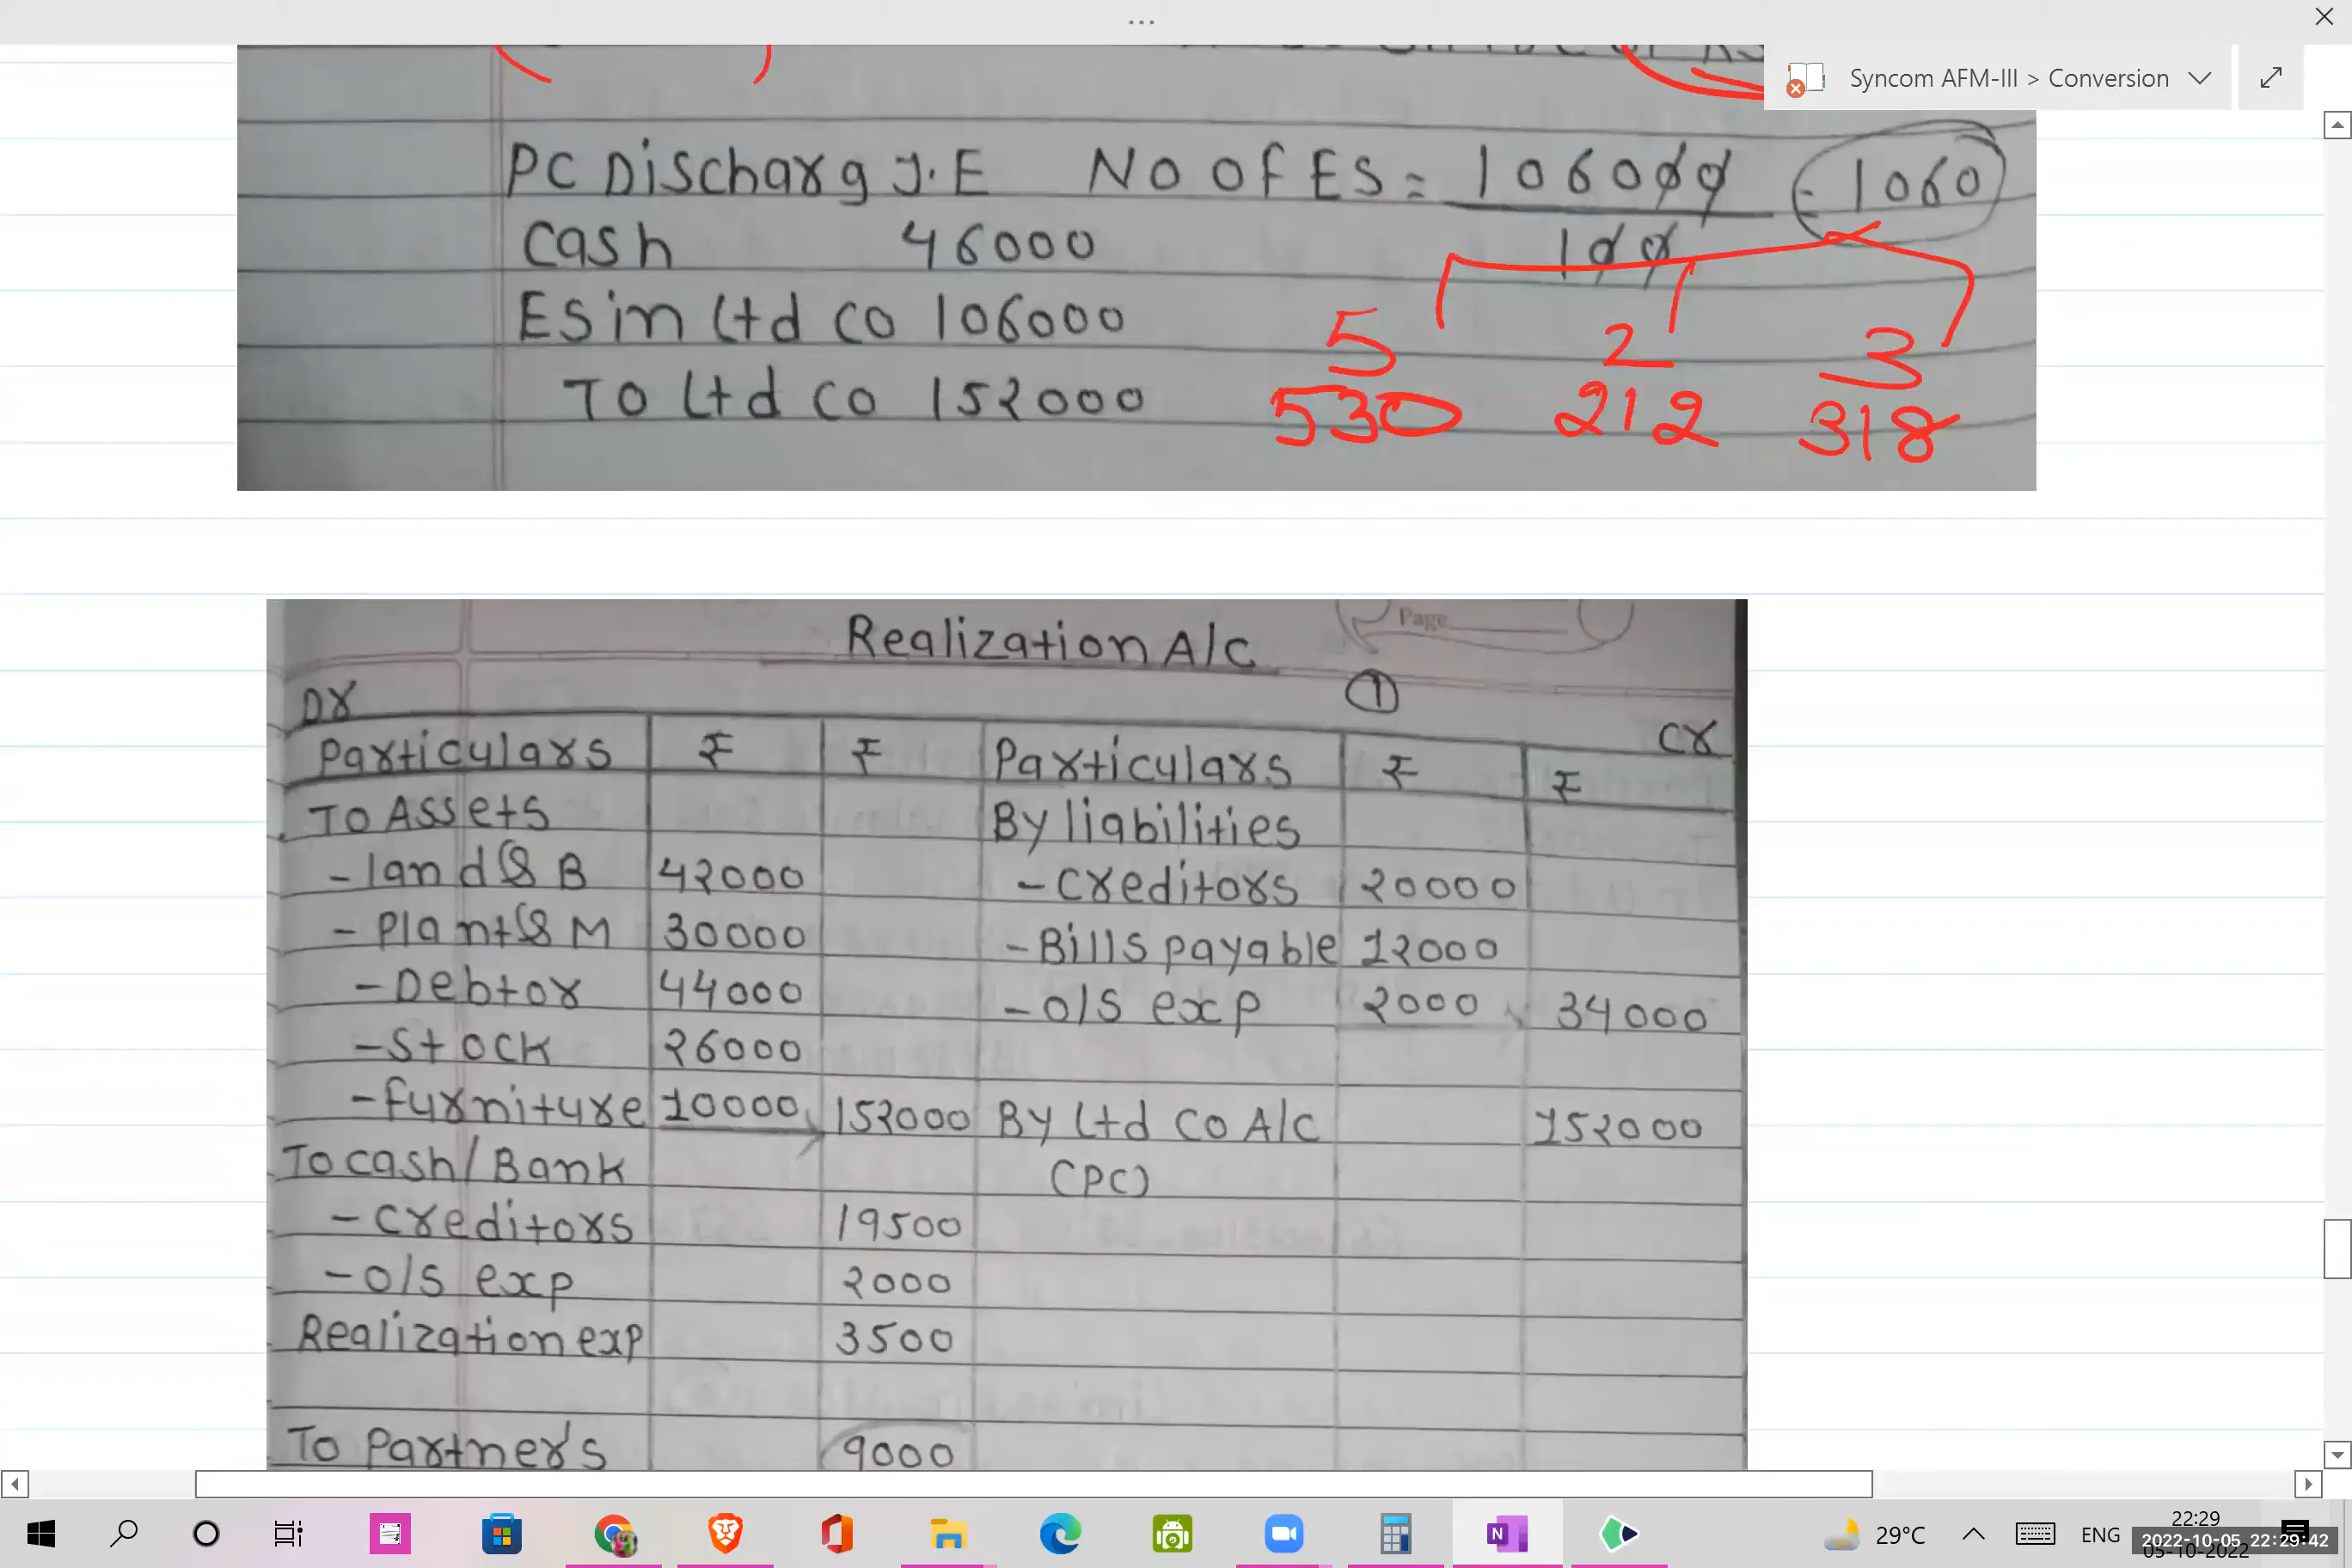 Syncom AFM-III > Conversion
PC Discharg J.E No of ES = 106000 = 1060
100
Cash 46000
ES in Ltd co 106000
To Ltd co 152000
5 2 3
530 212 318
Page
Realization A/c
1
Dr Cr
Particulars ₹ ₹ Particulars ₹ ₹
To Assets By liabilities
- land & B 42000 - Creditors 20000
- Plant & M 30000 - Bills payable 12000
- Debtor 44000 - O/S exp 2000 34000
- Stock 26000
- furniture 10000 152000 By Ltd Co A/c 152000
To cash/Bank (PC)
- Creditors 19500
- O/S exp 2000
Realization exp 3500
To Partner's 9000
29°C
ENG
22:29
2022-10-05 22:29:42
05-10-2022